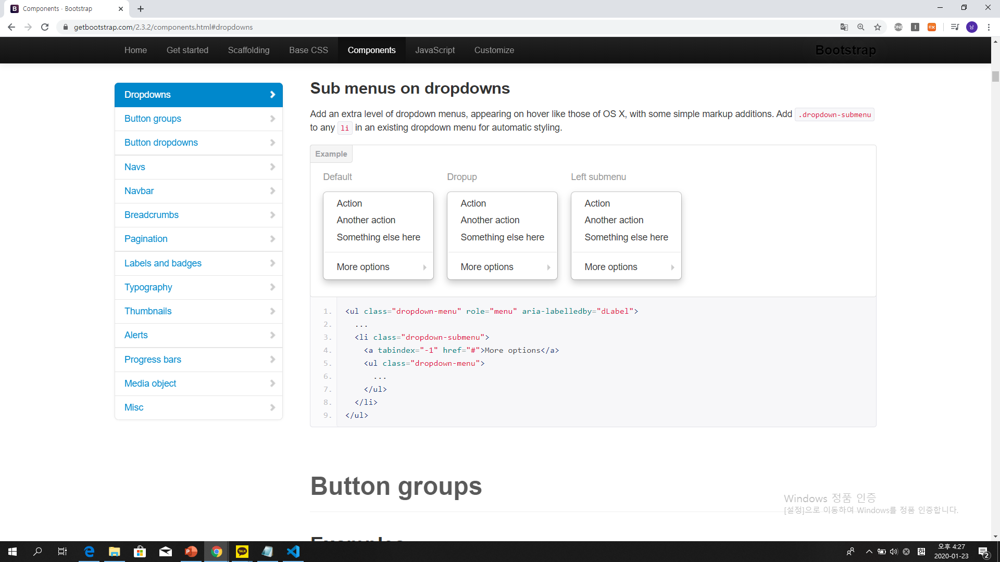 Components · Bootstrap
getbootstrap.com/2.3.2/components.html#dropdowns
남
Home Get started Scaffolding Base CSS Components JavaScript Customize Bootstrap
Dropdowns
Button groups
Button dropdowns
Navs
Navbar
Breadcrumbs
Pagination
Labels and badges
Typography
Thumbnails
Alerts
Progress bars
Media object
Misc
Sub menus on dropdowns
Add an extra level of dropdown menus, appearing on hover like those of OS X, with some simple markup additions. Add .dropdown-submenu
to any li in an existing dropdown menu for automatic styling.
Example
Default Dropup Left submenu
Action Action Action
Another action Another action Another action
Something else here Something else here Something else here
More options More options More options
1. <ul class="dropdown-menu" role="menu" aria-labelledby="dLabel">
2. ...
3. <li class="dropdown-submenu">
4. <a tabindex="-1" href="#">More options</a>
5. <ul class="dropdown-menu">
6. ...
7. </ul>
8. </li>
9. </ul>
Button groups
Windows 정품 인증
[설정]으로 이동하여 Windows를 정품 인증합니다.
Examples
TALK
한
오후 4:27
2020-01-23
2